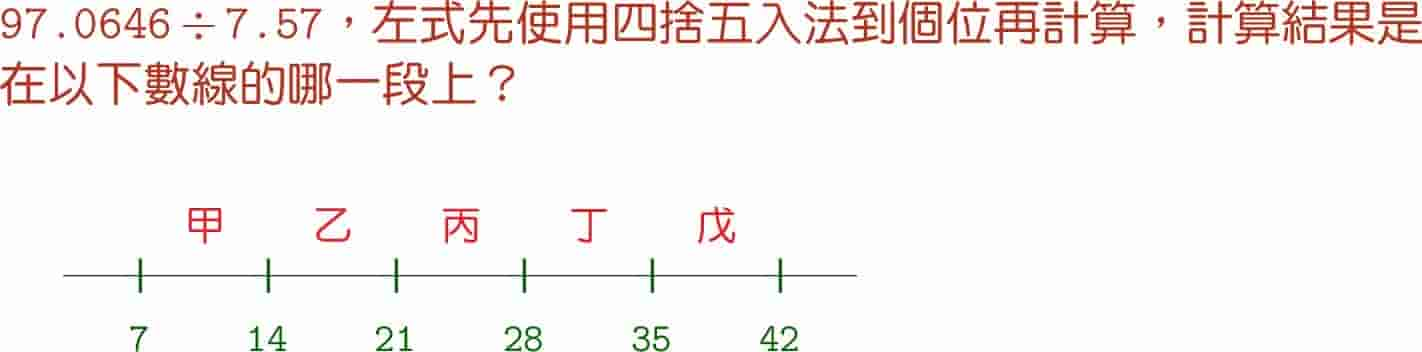 97.0646÷7.57，左式先使用四捨五入法到個位再計算，計算結果是
在以下數線的哪一段上？
甲 乙 丙 丁 戊
7 14 21 28 35 42